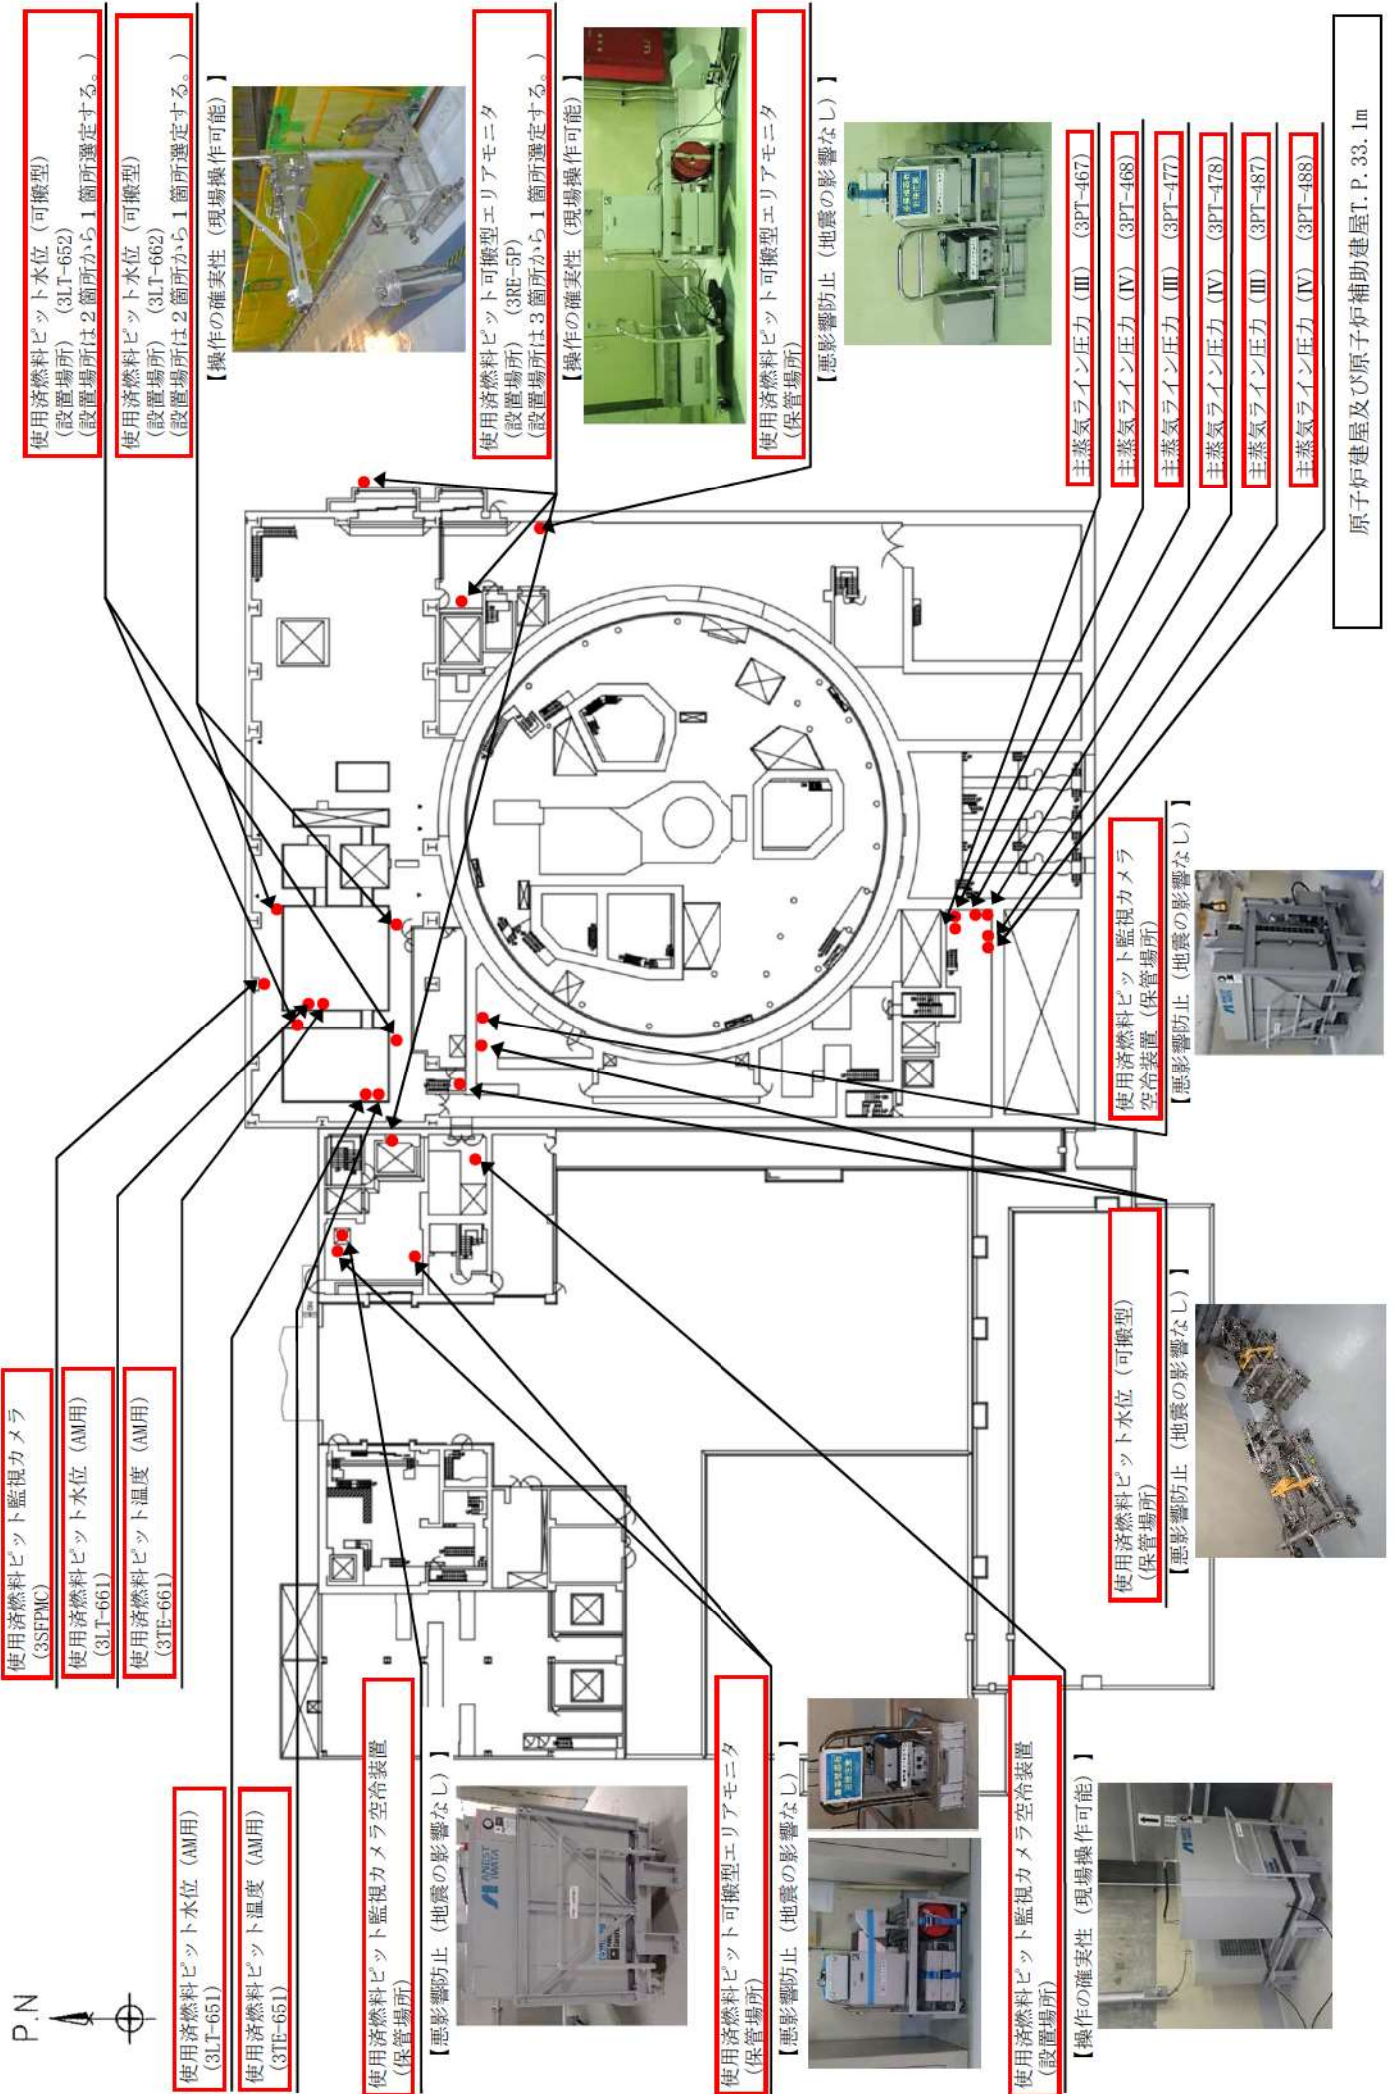 P.N
使用済燃料ピット監視カメラ
(3SFPMC)
使用済燃料ピット水位（AM用）
(3LT-661)
使用済燃料ピット温度（AM用）
(3TE-661)
使用済燃料ピット水位（AM用）
(3LT-651)
使用済燃料ピット温度（AM用）
(3TE-651)
使用済燃料ピット監視カメラ空冷装置
（保管場所）
【悪影響防止（地震の影響なし）】
ANEST
IWATA
使用済燃料ピット可搬型エリアモニタ
（保管場所）
【悪影響防止（地震の影響なし）】
使用済燃料ピット監視カメラ空冷装置
（設置場所）
【操作の確実性（現場操作可能）】
使用済燃料ピット水位（可搬型）
（設置場所）（3LT-652）
（設置場所は２箇所から１箇所選定する。）
使用済燃料ピット水位（可搬型）
（設置場所）（3LT-662）
（設置場所は２箇所から１箇所選定する。）
【操作の確実性（現場操作可能）】
使用済燃料ピット可搬型エリアモニタ
（設置場所）（3RE-5P）
（設置場所は３箇所から１箇所選定する。）
【操作の確実性（現場操作可能）】
使用済燃料ピット可搬型エリアモニタ
（保管場所）
【悪影響防止（地震の影響なし）】
主蒸気ライン圧力（Ⅲ）（3PT-467）
主蒸気ライン圧力（Ⅳ）（3PT-468）
主蒸気ライン圧力（Ⅲ）（3PT-477）
主蒸気ライン圧力（Ⅳ）（3PT-478）
主蒸気ライン圧力（Ⅲ）（3PT-487）
主蒸気ライン圧力（Ⅳ）（3PT-488）
使用済燃料ピット監視カメラ
空冷装置（保管場所）
【悪影響防止（地震の影響なし）】
使用済燃料ピット水位（可搬型）
（保管場所）
【悪影響防止（地震の影響なし）】
原子炉建屋及び原子炉補助建屋T.P.33.1m